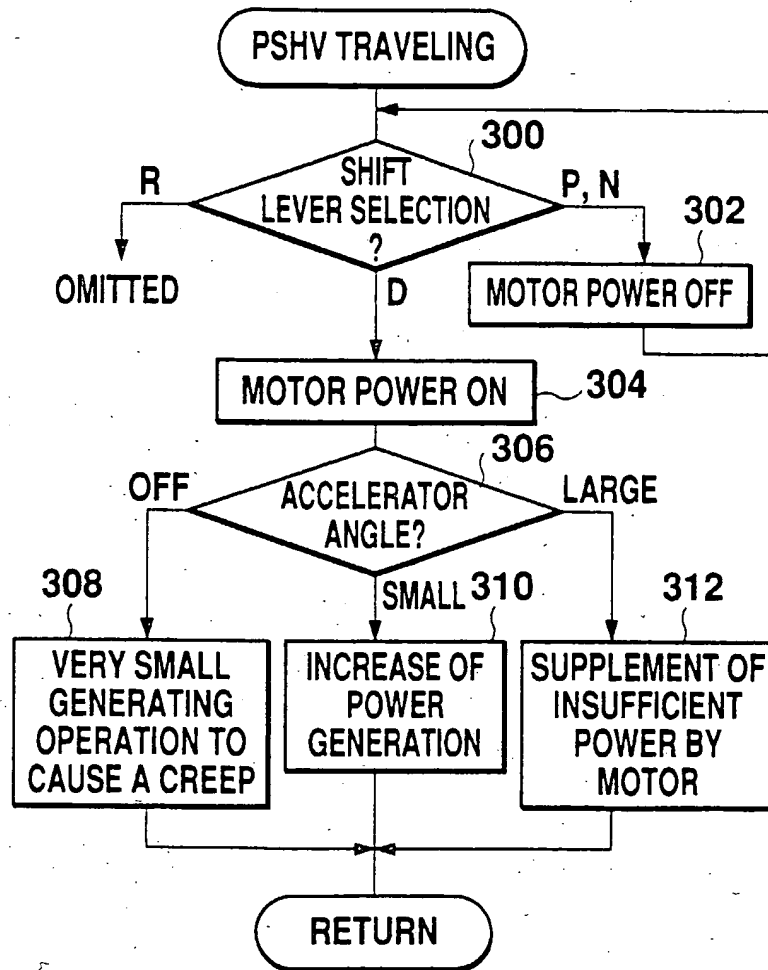 PSHV TRAVELING
300
SHIFT
LEVER SELECTION
?
R
P, N
302
OMITTED
D
MOTOR POWER OFF
MOTOR POWER ON
304
306
OFF
ACCELERATOR
ANGLE?
LARGE
308
SMALL
310
312
VERY SMALL
GENERATING
OPERATION TO
CAUSE A CREEP
INCREASE OF
POWER
GENERATION
SUPPLEMENT OF
INSUFFICIENT
POWER BY
MOTOR
RETURN